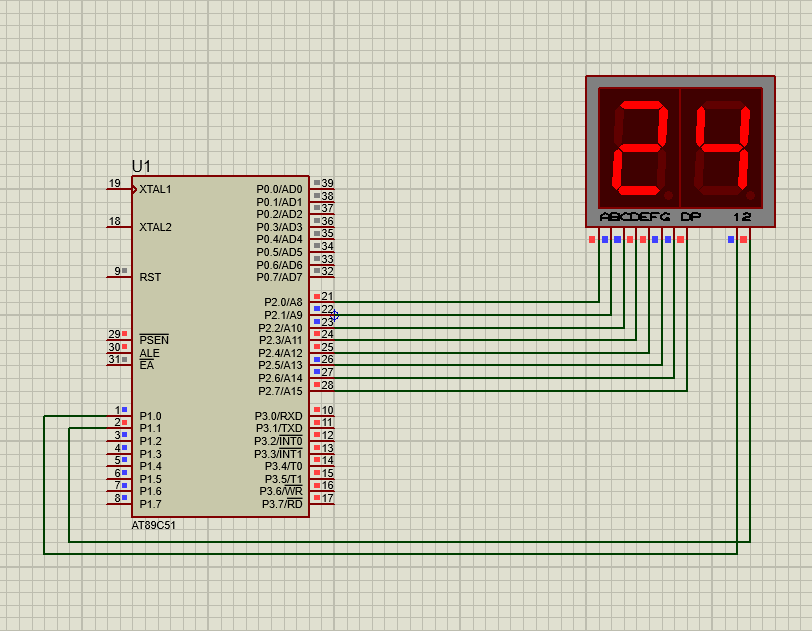 24
ABCDEFG DP 12
U1
19 XTAL1 P0.0/AD0 39
P0.1/AD1 38
P0.2/AD2 37
18 XTAL2 P0.3/AD3 36
P0.4/AD4 35
P0.5/AD5 34
P0.6/AD6 33
9 RST P0.7/AD7 32
P2.0/A8 21
P2.1/A9 22
P2.2/A10 23
29 PSEN P2.3/A11 24
30 ALE P2.4/A12 25
31 EA P2.5/A13 26
P2.6/A14 27
P2.7/A15 28
1 P1.0 P3.0/RXD 10
2 P1.1 P3.1/TXD 11
3 P1.2 P3.2/INT0 12
4 P1.3 P3.3/INT1 13
5 P1.4 P3.4/T0 14
6 P1.5 P3.5/T1 15
7 P1.6 P3.6/WR 16
8 P1.7 P3.7/RD 17
AT89C51